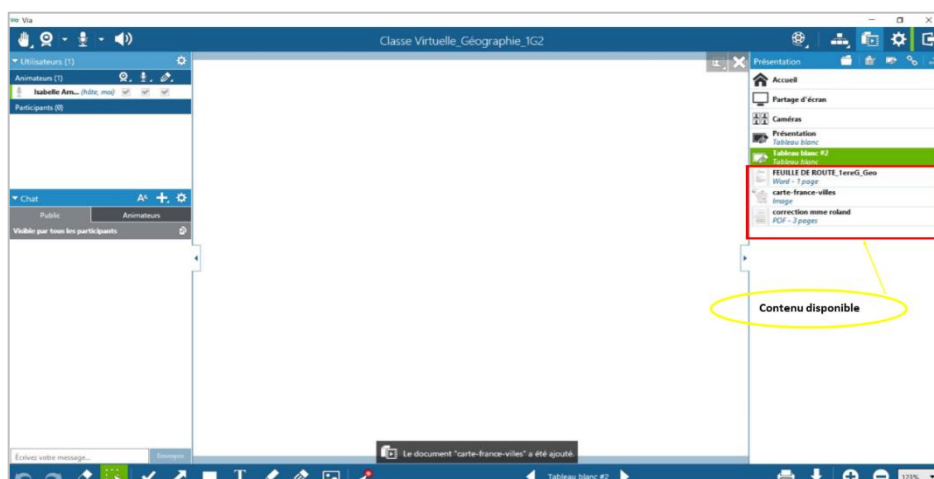 Via
Classe Virtuelle_Géographie_1G2
Utilisateurs (1)
Animateurs (1)
Isabelle Am... (hôte, moi)
Participants (0)
Chat
Public Animateurs
Visible par tous les participants
Écrivez votre message... Envoyer
Présentation
Accueil
Partage d'écran
Caméras
Présentation
Tableau blanc
Tableau blanc #2
Tableau blanc
FEUILLE DE ROUTE_1ereG_Geo
Word - 1 page
carte-france-villes
Image
correction mme roland
PDF - 3 pages
Contenu disponible
Le document "carte-france-villes" a été ajouté.
Tableau blanc #2
123%